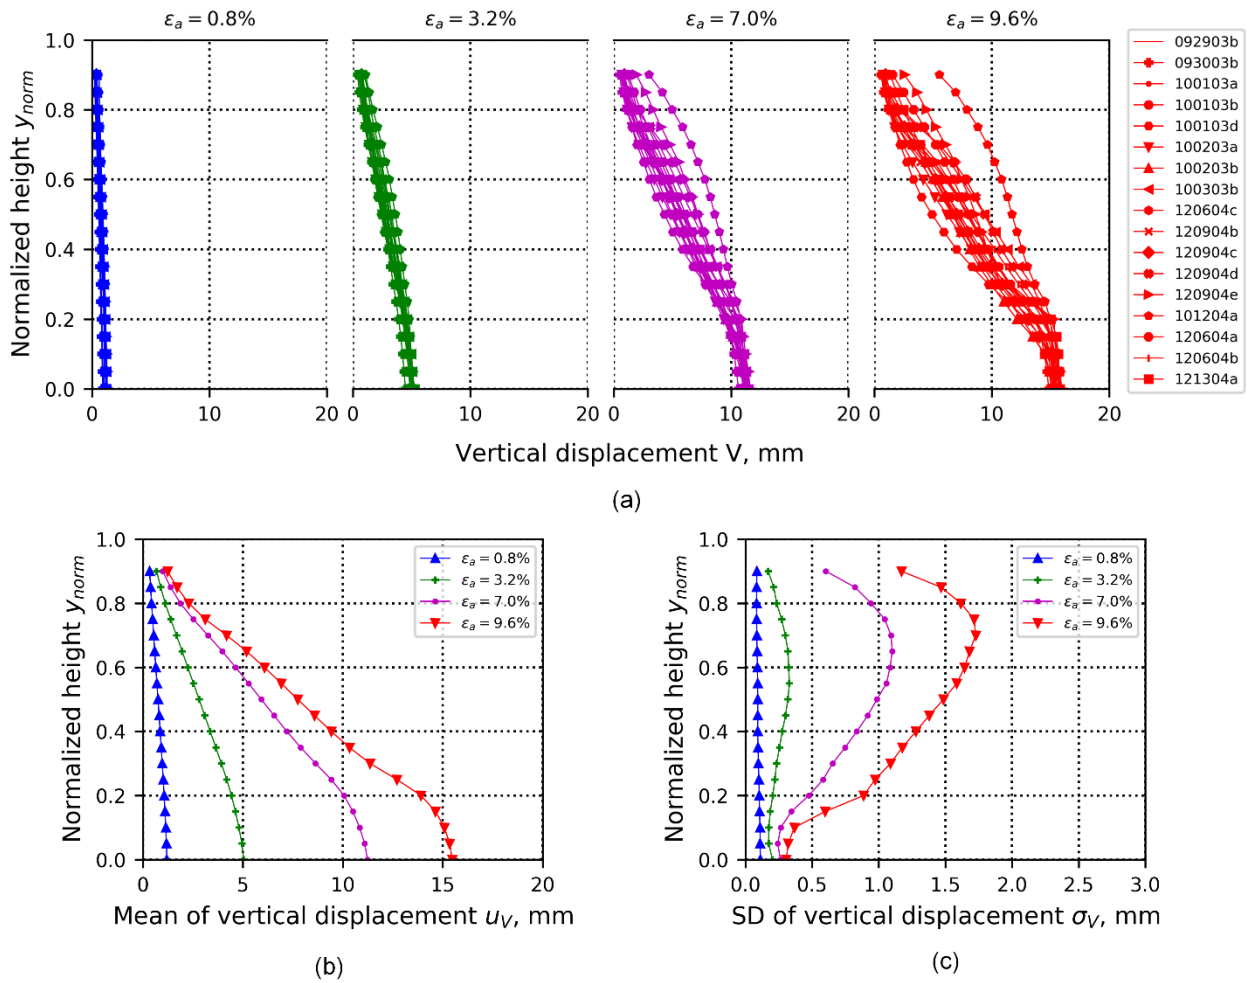 εₐ = 0.8%
εₐ = 3.2%
εₐ = 7.0%
εₐ = 9.6%
Normalized height y_norm
1.0
0.8
0.6
0.4
0.2
0.0
0 10 20
0 10 20
0 10 20
0 10 20
Vertical displacement V, mm
092903b
093003b
100103a
100103b
100103d
100203a
100203b
100303b
120604c
120904b
120904c
120904d
120904e
101204a
120604a
120604b
121304a
(a)
Normalized height y_norm
1.0
0.8
0.6
0.4
0.2
0.0
0 5 10 15 20
εₐ = 0.8%
εₐ = 3.2%
εₐ = 7.0%
εₐ = 9.6%
Mean of vertical displacement u_V, mm
(b)
Normalized height y_norm
1.0
0.8
0.6
0.4
0.2
0.0
0.0 0.5 1.0 1.5 2.0 2.5 3.0
εₐ = 0.8%
εₐ = 3.2%
εₐ = 7.0%
εₐ = 9.6%
SD of vertical displacement σ_V, mm
(c)